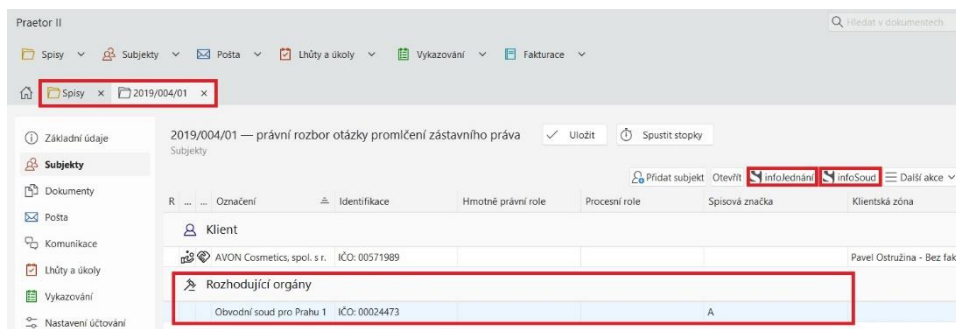 Praetor II
Hledat v dokumentech
Spisy Subjekty Pošta Lhůty a úkoly Vykazování Fakturace
Spisy × 2019/004/01 ×
Základní údaje
Subjekty
Dokumenty
Pošta
Komunikace
Lhůty a úkoly
Vykazování
Nastavení účtování
2019/004/01 — právní rozbor otázky promlčení zástavního práva Uložit Spustit stopky
Subjekty
Přidat subjekt Otevřít infoJednání infoSoud Další akce
R ... ... Označení Identifikace Hmotně právní role Procesní role Spisová značka Klientská zóna
Klient
AVON Cosmetics, spol. s r. IČO: 00571989 Pavel Ostružina - Bez fak
Rozhodující orgány
Obvodní soud pro Prahu 1 IČO: 00024473 A